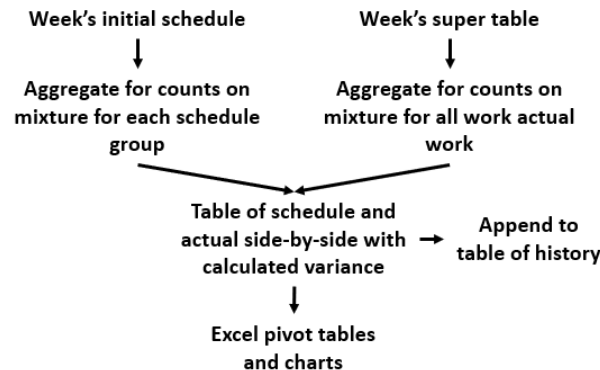 Week’s initial schedule
Week’s super table
Aggregate for counts on
mixture for each schedule
group
Aggregate for counts on
mixture for all work actual
work
Table of schedule and
actual side-by-side with
calculated variance
Append to
table of history
Excel pivot tables
and charts